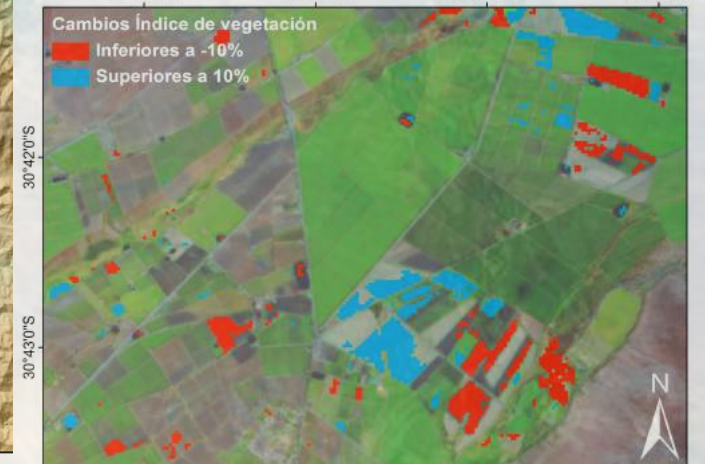 Cambios Índice de vegetación
Inferiores a -10%
Superiores a 10%
30°42'0"S
30°43'0"S
N